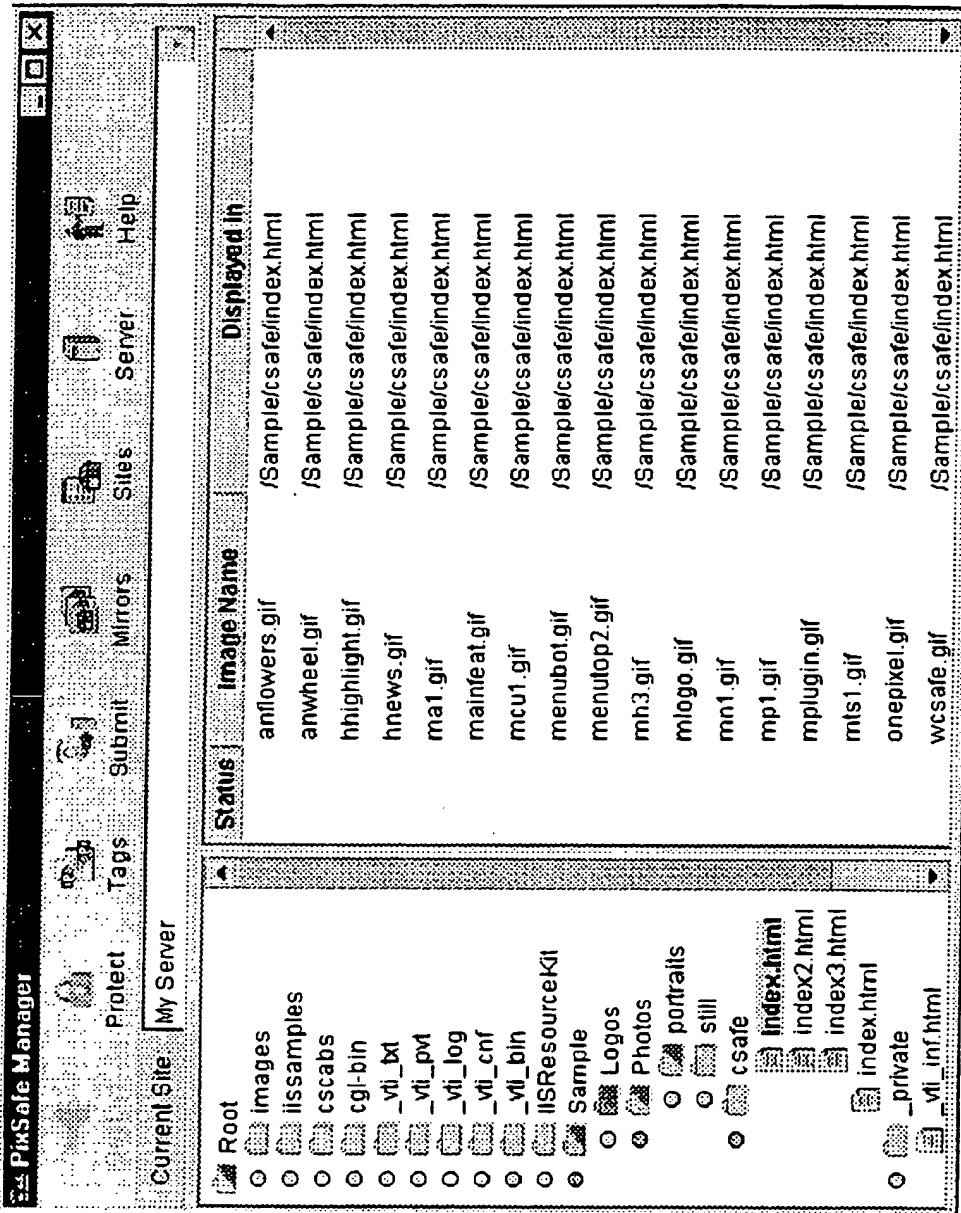 PixSafe Manager
Protect Tags Submit Mirrors Sites Server Help
Current Site My Server
Root
images
iissamples
cscabs
cgl-bin
_vti_txt
_vti_pvt
_vti_log
_vti_cnf
_vti_bin
IISResourceKit
Sample
Logos
Photos
portraits
still
csafe
index.html
index2.html
index3.html
index.html
_private
_vti_inf.html
Status Image Name Displayed In
anflowers.gif /Sample/csafe/index.html
anwheel.gif /Sample/csafe/index.html
hhighlight.gif /Sample/csafe/index.html
hnews.gif /Sample/csafe/index.html
ma1.gif /Sample/csafe/index.html
mainfeat.gif /Sample/csafe/index.html
mcu1.gif /Sample/csafe/index.html
menubot.gif /Sample/csafe/index.html
menutop2.gif /Sample/csafe/index.html
mh3.gif /Sample/csafe/index.html
mlogo.gif /Sample/csafe/index.html
mn1.gif /Sample/csafe/index.html
mp1.gif /Sample/csafe/index.html
mplugin.gif /Sample/csafe/index.html
mts1.gif /Sample/csafe/index.html
onepixel.gif /Sample/csafe/index.html
wcsafe.gif /Sample/csafe/index.html